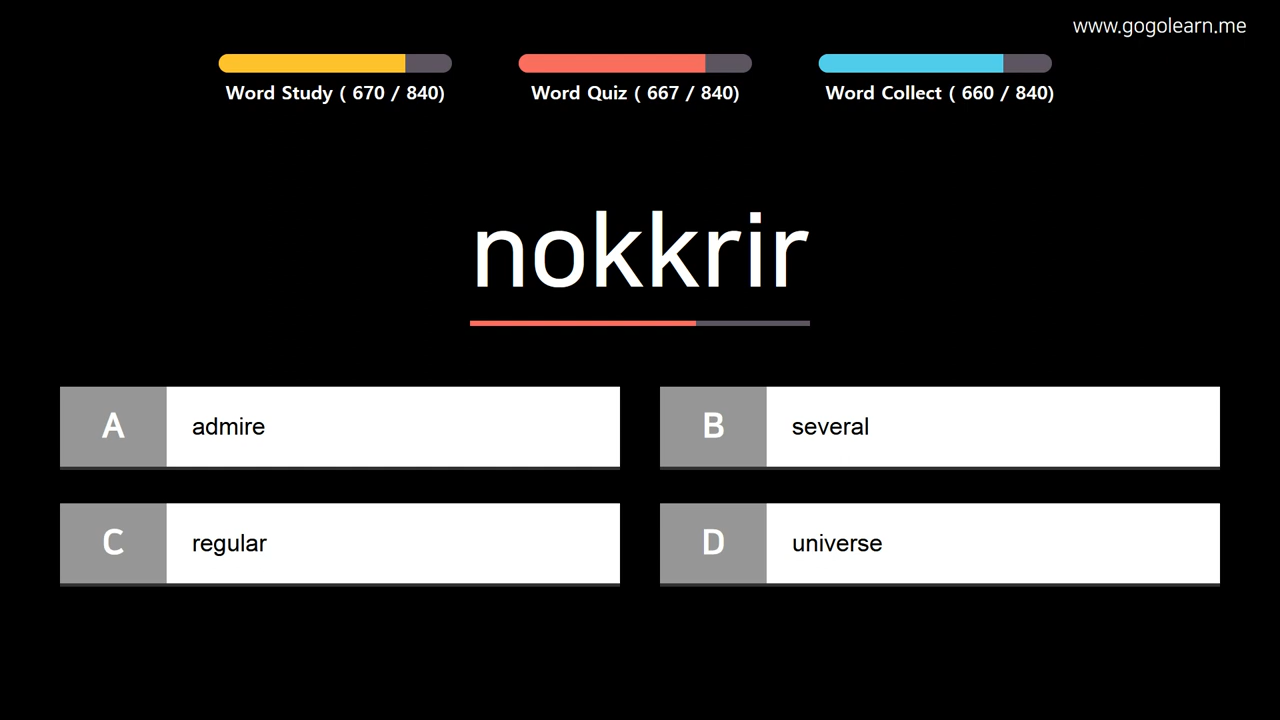 www.gogolearn.me
Word Study ( 670 / 840)
Word Quiz ( 667 / 840)
Word Collect ( 660 / 840)
nokkrir
A admire
B several
C regular
D universe